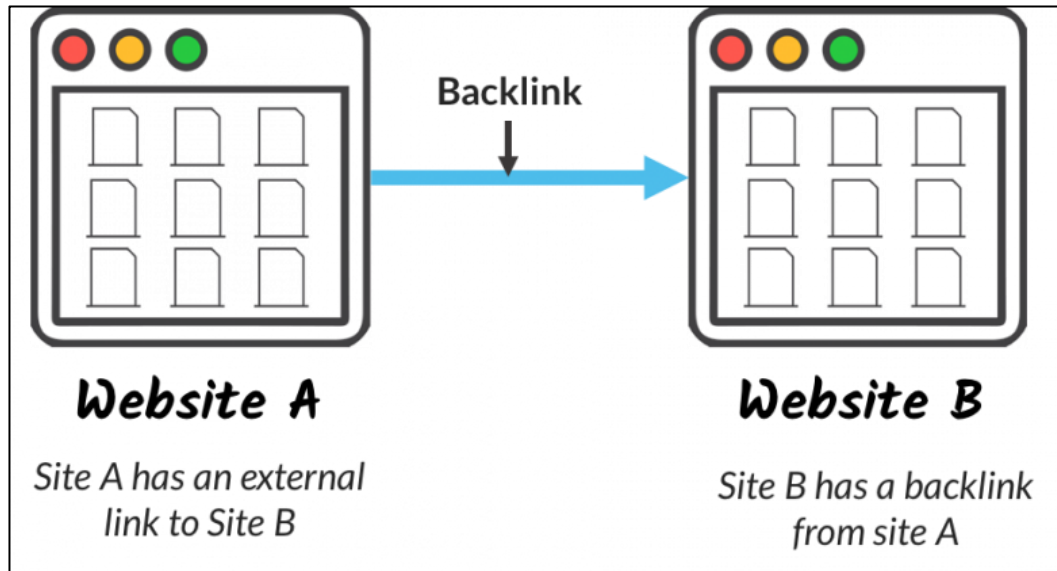 Backlink
Website A
Website B
Site A has an external
link to Site B
Site B has a backlink
from site A